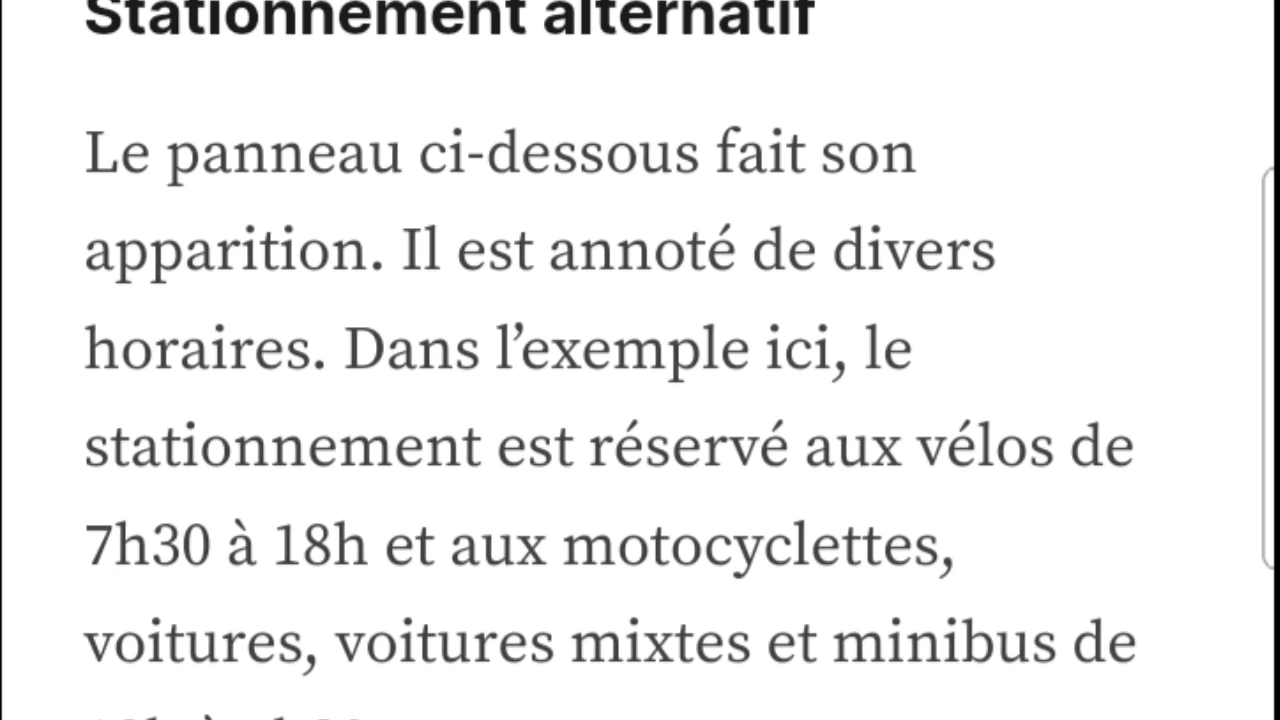 Stationnement alternatif
Le panneau ci-dessous fait son
apparition. Il est annoté de divers
horaires. Dans l’exemple ici, le
stationnement est réservé aux vélos de
7h30 à 18h et aux motocyclettes,
voitures, voitures mixtes et minibus de